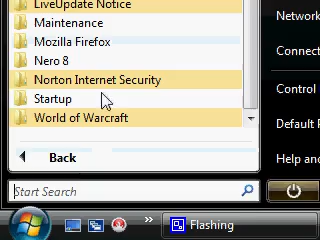 LiveUpdate Notice
Maintenance
Mozilla Firefox
Nero 8
Norton Internet Security
Startup
World of Warcraft
Back
Start Search
Network
Connect
Control
Default P
Help and
»
Flashing